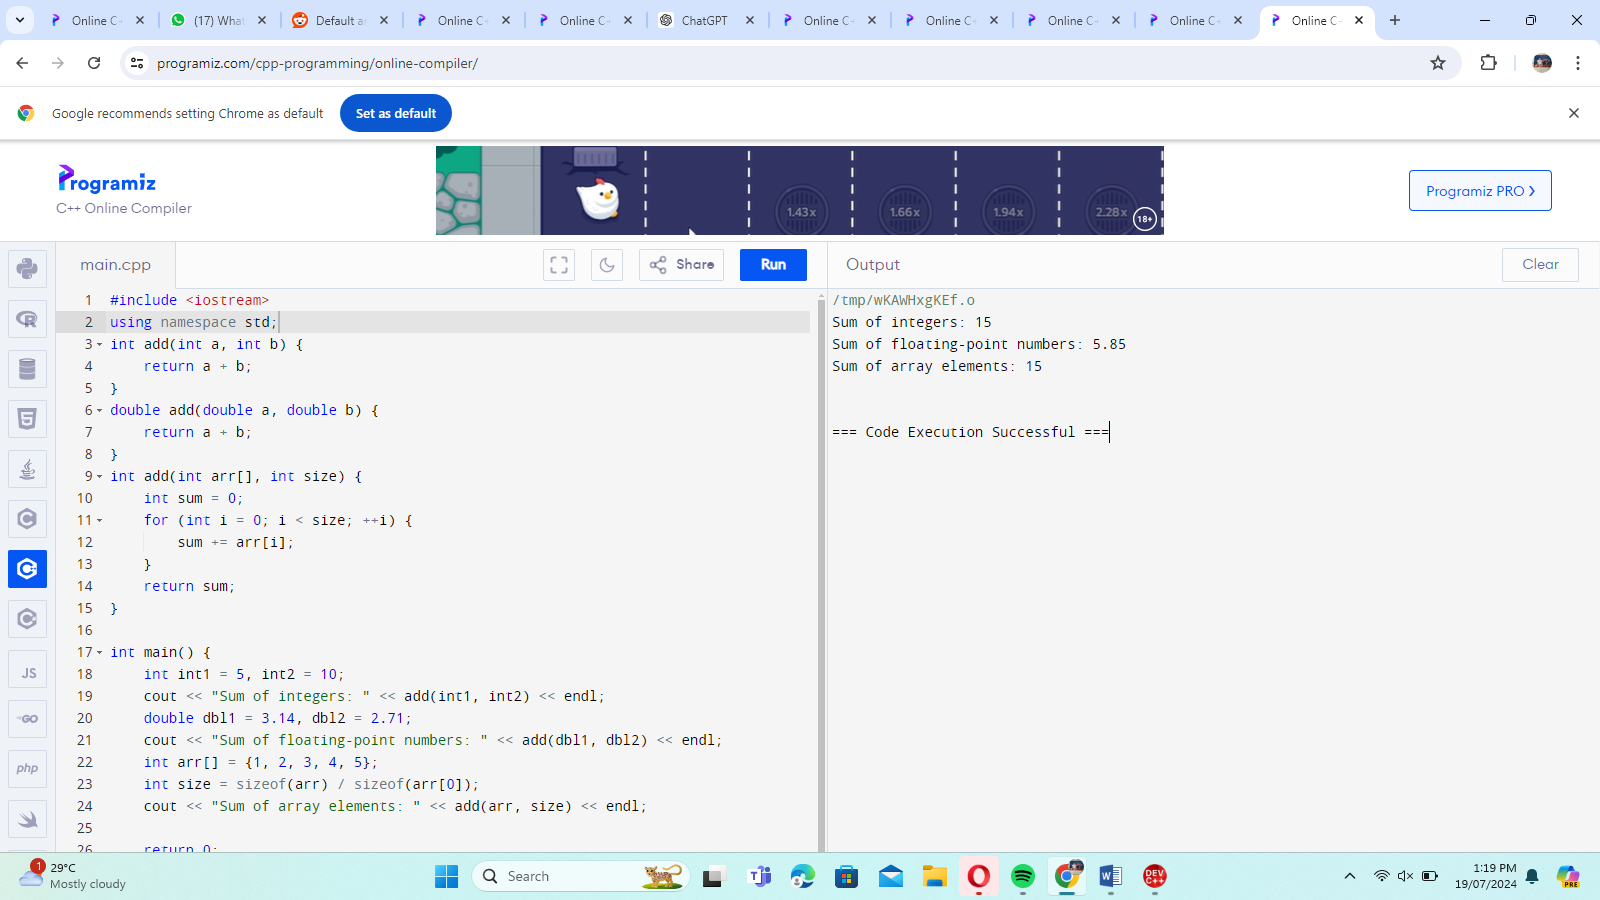 Online C-
(17) What
Default a
Online C-
Online C-
ChatGPT
Online C-
Online C-
Online C-
Online C-
Online C-
programiz.com/cpp-programming/online-compiler/
Google recommends setting Chrome as default
Set as default
1.43x
1.66x
1.94x
2.28x
18+
Programiz
C++ Online Compiler
Programiz PRO
main.cpp
Share
Run
Output
Clear
1 #include <iostream>
2 using namespace std;
3 int add(int a, int b) {
4 return a + b;
5 }
6 double add(double a, double b) {
7 return a + b;
8 }
9 int add(int arr[], int size) {
10 int sum = 0;
11 for (int i = 0; i < size; ++i) {
12 sum += arr[i];
13 }
14 return sum;
15 }
16
17 int main() {
18 int int1 = 5, int2 = 10;
19 cout << "Sum of integers: " << add(int1, int2) << endl;
20 double dbl1 = 3.14, dbl2 = 2.71;
21 cout << "Sum of floating-point numbers: " << add(dbl1, dbl2) << endl;
22 int arr[] = {1, 2, 3, 4, 5};
23 int size = sizeof(arr) / sizeof(arr[0]);
24 cout << "Sum of array elements: " << add(arr, size) << endl;
25
26 return 0;
/tmp/wKAWHxgKEf.o
Sum of integers: 15
Sum of floating-point numbers: 5.85
Sum of array elements: 15
=== Code Execution Successful ===
JS
GO
php
1
29°C
Mostly cloudy
Search
DEV
C++
1:19 PM
19/07/2024
PRE